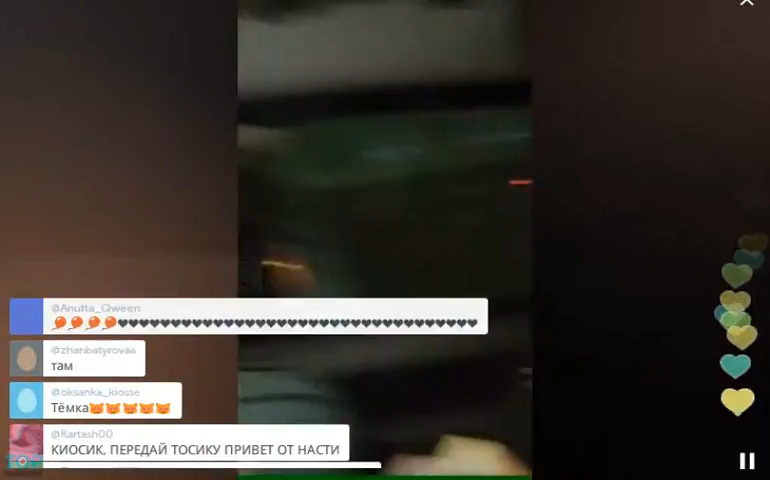 @Anutta_Qween
@zhanbatyrovaa
там
@oksanka_kiosse
Тёмка
@Kartash00
КИОСИК, ПЕРЕДАЙ ТОСИКУ ПРИВЕТ ОТ НАСТИ